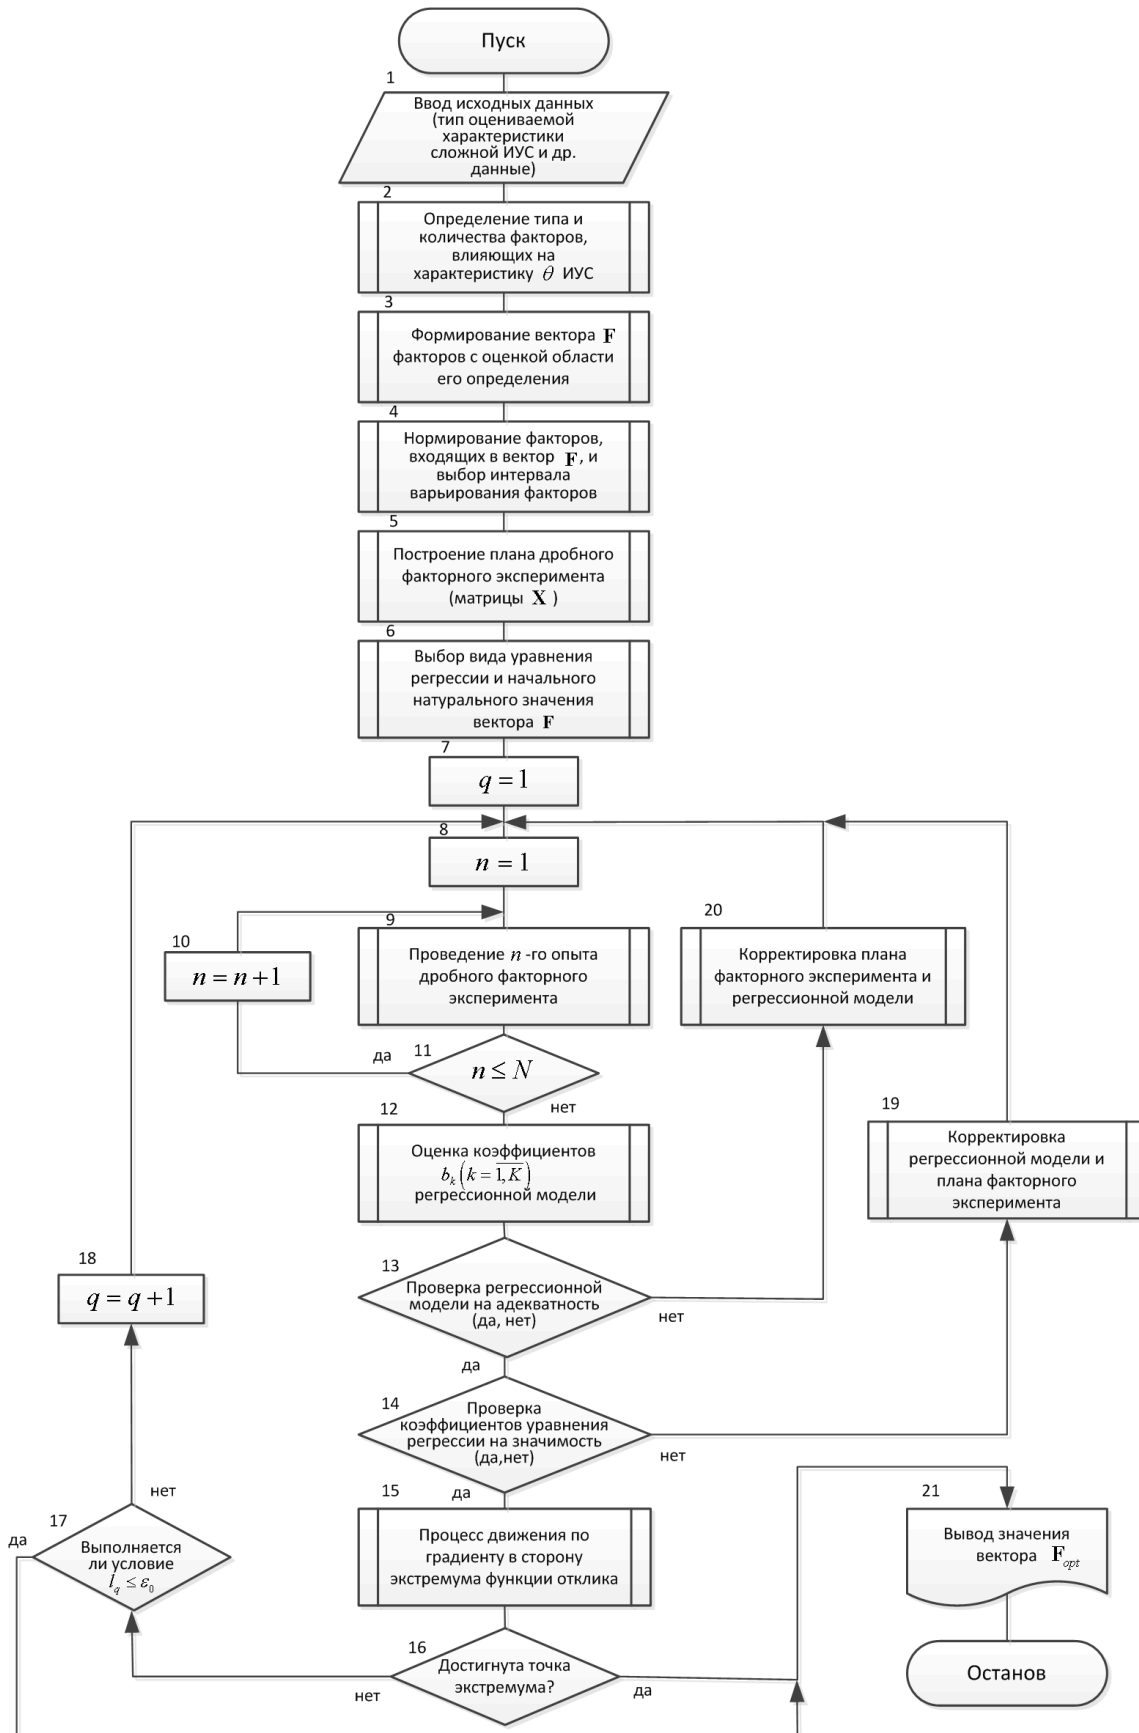 Пуск
1
Ввод исходных данных
(тип оцениваемой
характеристики
сложной ИУС и др.
данные)
2
Определение типа и
количества факторов,
влияющих на
характеристику θ ИУС
3
Формирование вектора F
факторов с оценкой области
его определения
4
Нормирование факторов,
входящих в вектор F, и
выбор интервала
варьирования факторов
5
Построение плана дробного
факторного эксперимента
(матрицы X )
6
Выбор вида уравнения
регрессии и начального
натурального значения
вектора F
7
q = 1
8
n = 1
9
Проведение n -го опыта
дробного факторного
эксперимента
10
n = n + 1
20
Корректировка плана
факторного эксперимента и
регрессионной модели
11
да
n ≤ N
нет
12
Оценка коэффициентов
b_k (k = \overline{1, K})
регрессионной модели
19
Корректировка
регрессионной модели и
плана факторного
эксперимента
13
Проверка регрессионной
модели на адекватность
(да, нет)
нет
да
18
q = q + 1
14
Проверка
коэффициентов уравнения
регрессии на значимость
(да,нет)
нет
да
15
Процесс движения по
градиенту в сторону
экстремума функции отклика
21
Вывод значения
вектора F_opt
17
нет
да
Выполняется
ли условие
l_q ≤ ε_0
16
Достигнута точка
экстремума?
нет
да
Останов